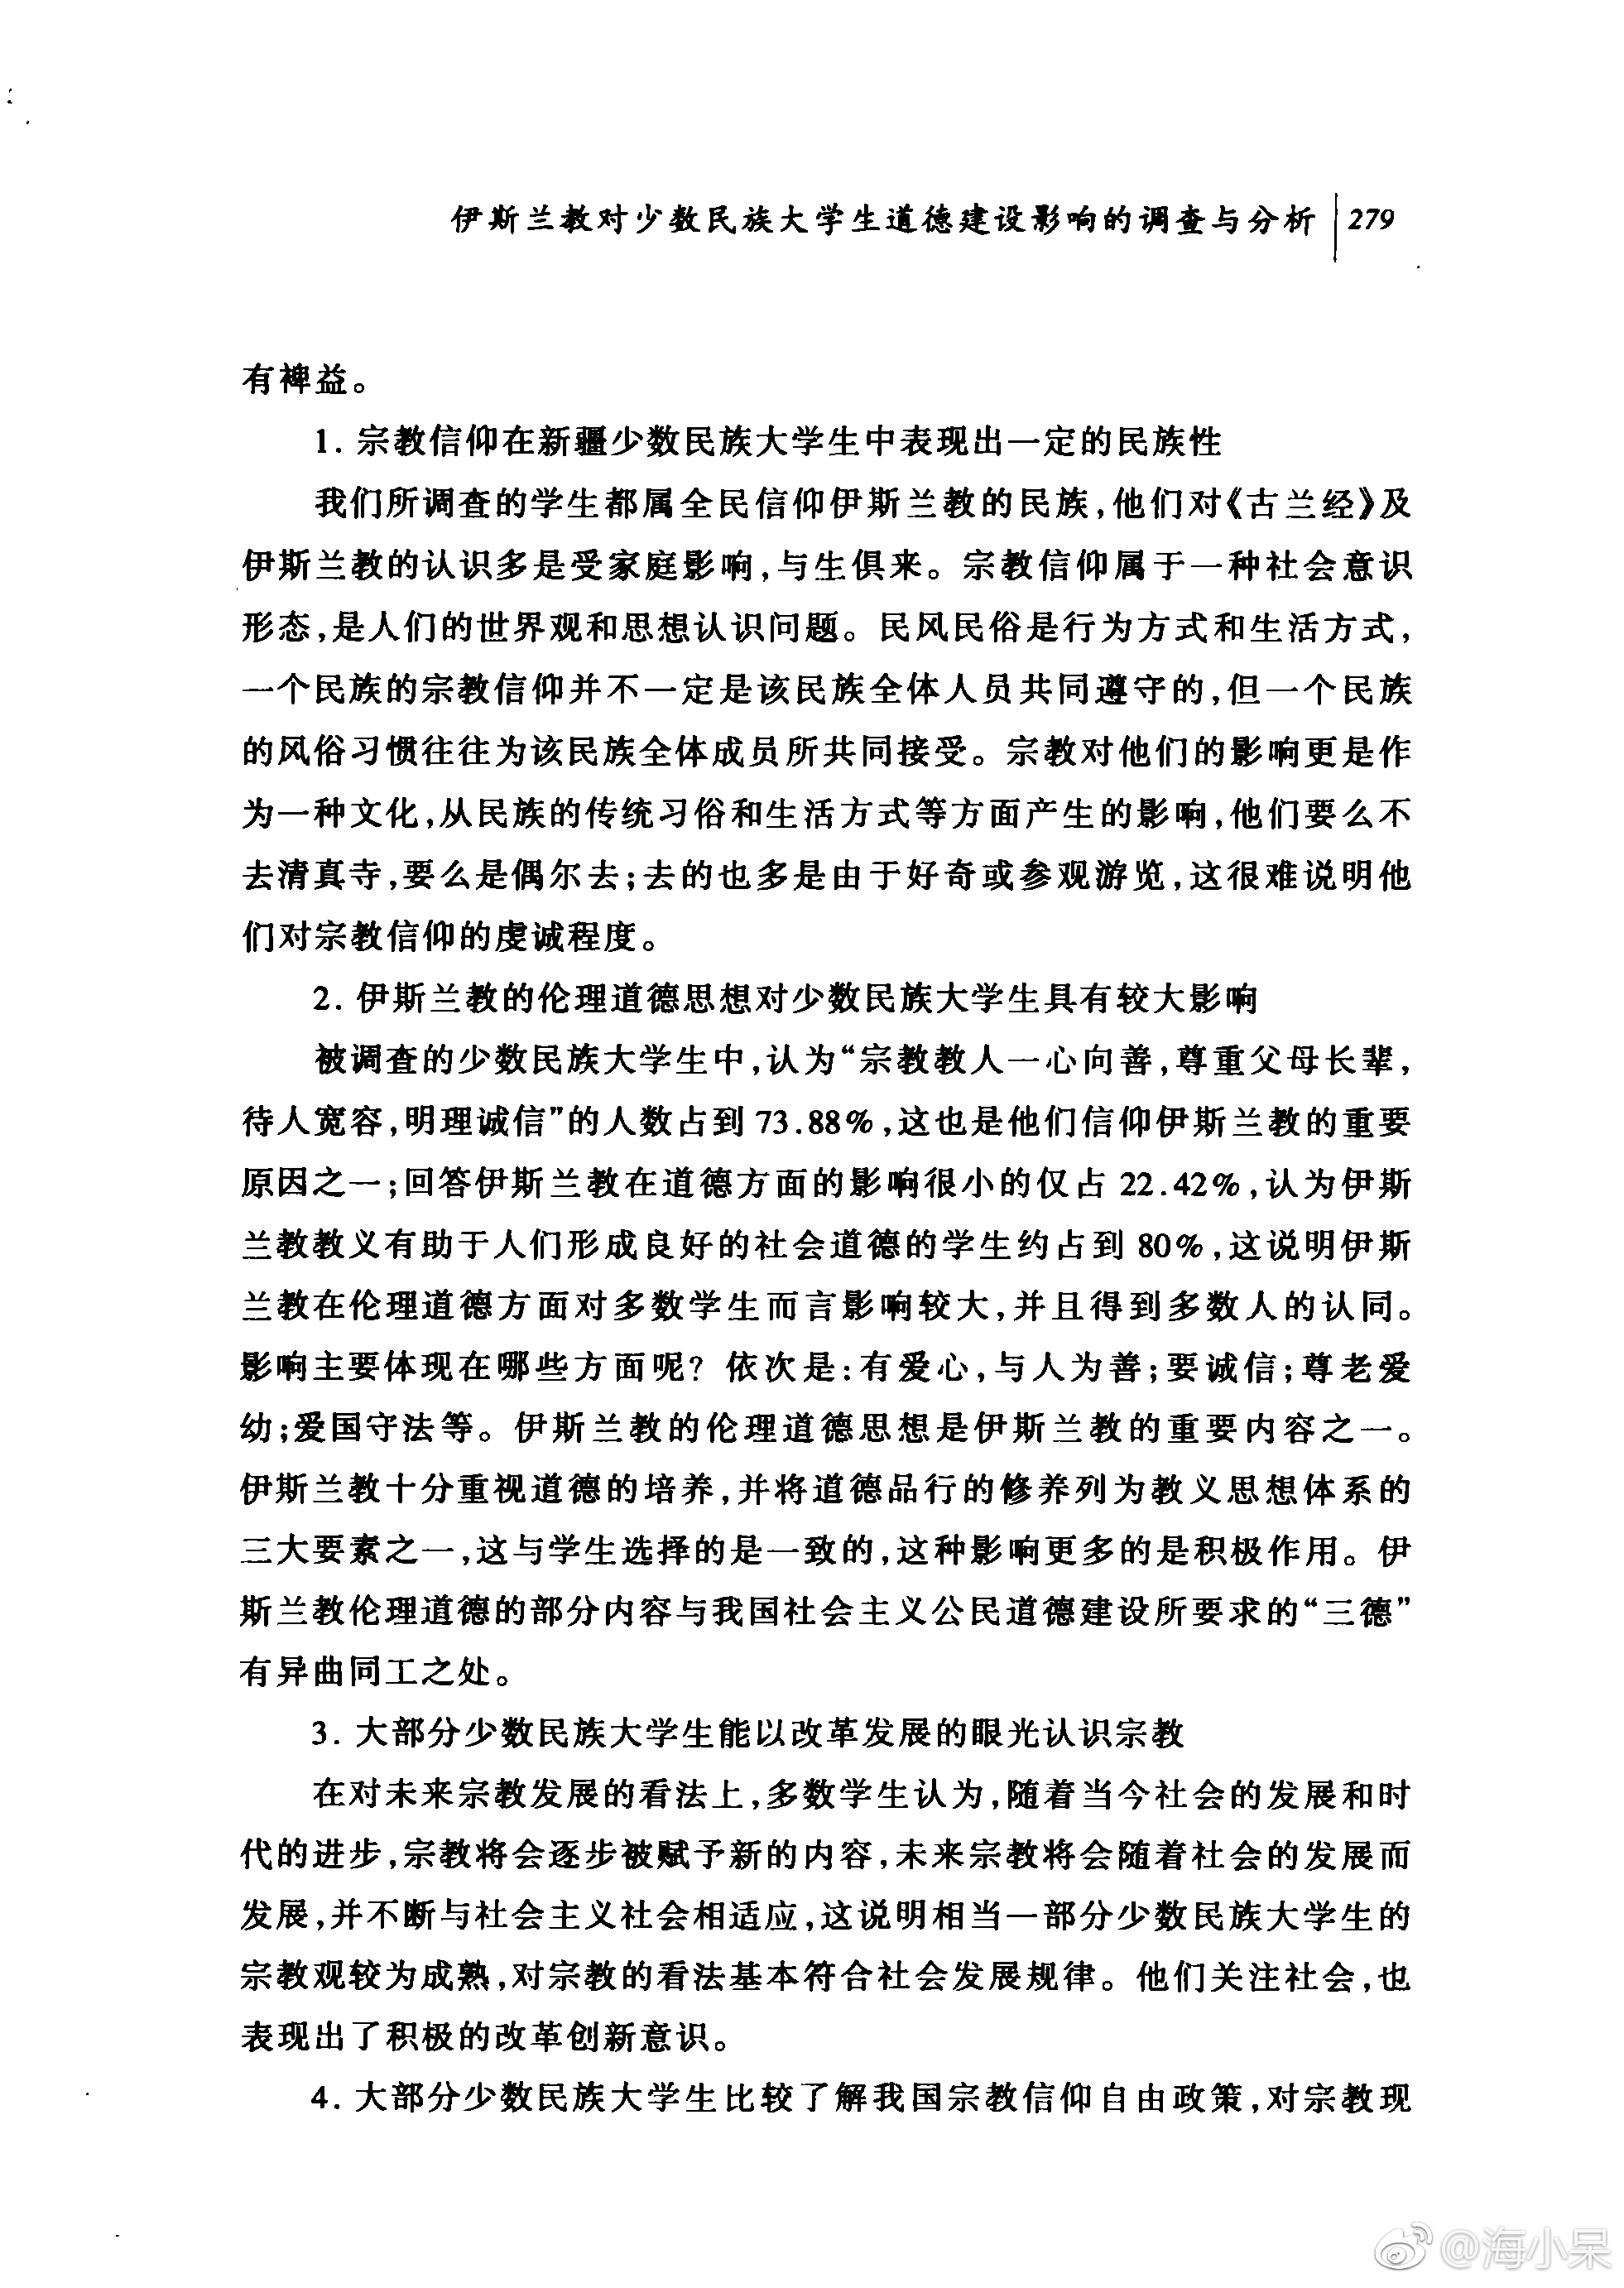 伊斯兰教对少数民族大学生道德建设影响的调查与分析 279
有裨益。
1. 宗教信仰在新疆少数民族大学生中表现出一定的民族性
我们所调查的学生都属全民信仰伊斯兰教的民族,他们对《古兰经》及
伊斯兰教的认识多是受家庭影响,与生俱来。宗教信仰属于一种社会意识
形态,是人们的世界观和思想认识问题。民风民俗是行为方式和生活方式,
一个民族的宗教信仰并不一定是该民族全体人员共同遵守的,但一个民族
的风俗习惯往往为该民族全体成员所共同接受。宗教对他们的影响更是作
为一种文化,从民族的传统习俗和生活方式等方面产生的影响,他们要么不
去清真寺,要么是偶尔去;去的也多是由于好奇或参观游览,这很难说明他
们对宗教信仰的虔诚程度。
2. 伊斯兰教的伦理道德思想对少数民族大学生具有较大影响
被调查的少数民族大学生中,认为“宗教教人一心向善,尊重父母长辈,
待人宽容,明理诚信”的人数占到 73.88%,这也是他们信仰伊斯兰教的重要
原因之一;回答伊斯兰教在道德方面的影响很小的仅占 22.42%,认为伊斯
兰教教义有助于人们形成良好的社会道德的学生约占到 80%,这说明伊斯
兰教在伦理道德方面对多数学生而言影响较大,并且得到多数人的认同。
影响主要体现在哪些方面呢? 依次是:有爱心,与人为善;要诚信;尊老爱
幼;爱国守法等。伊斯兰教的伦理道德思想是伊斯兰教的重要内容之一。
伊斯兰教十分重视道德的培养,并将道德品行的修养列为教义思想体系的
三大要素之一,这与学生选择的是一致的,这种影响更多的是积极作用。伊
斯兰教伦理道德的部分内容与我国社会主义公民道德建设所要求的“三德”
有异曲同工之处。
3. 大部分少数民族大学生能以改革发展的眼光认识宗教
在对未来宗教发展的看法上,多数学生认为,随着当今社会的发展和时
代的进步,宗教将会逐步被赋予新的内容,未来宗教将会随着社会的发展而
发展,并不断与社会主义社会相适应,这说明相当一部分少数民族大学生的
宗教观较为成熟,对宗教的看法基本符合社会发展规律。他们关注社会,也
表现出了积极的改革创新意识。
4. 大部分少数民族大学生比较了解我国宗教信仰自由政策,对宗教现
@海小呆